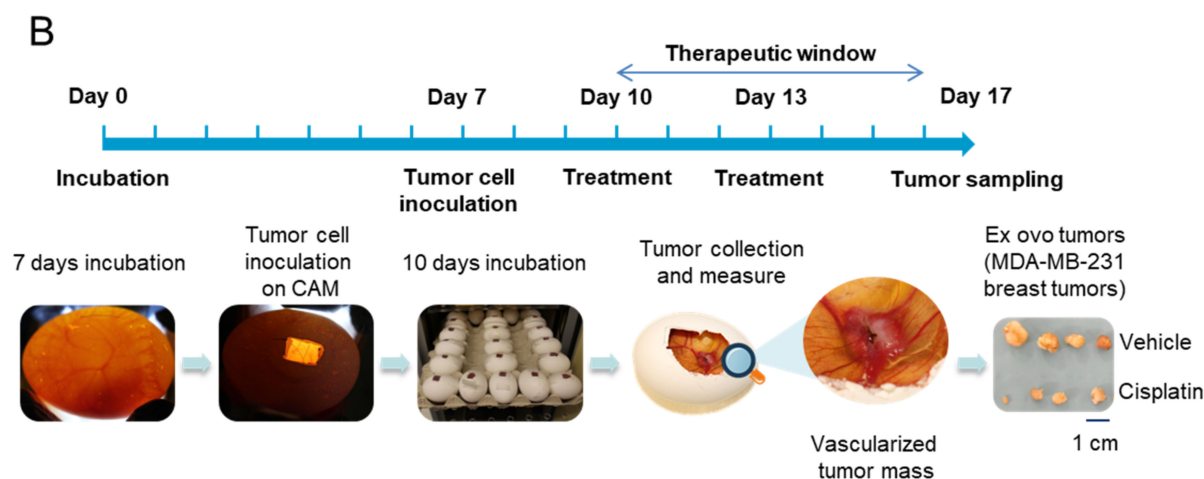 B
Therapeutic window
Day 0
Day 7
Day 10
Day 13
Day 17
Incubation
Tumor cell
inoculation
Treatment
Treatment
Tumor sampling
7 days incubation
Tumor cell
inoculation
on CAM
10 days incubation
Tumor collection
and measure
Ex ovo tumors
(MDA-MB-231
breast tumors)
Vehicle
Cisplatin
1 cm
Vascularized
tumor mass